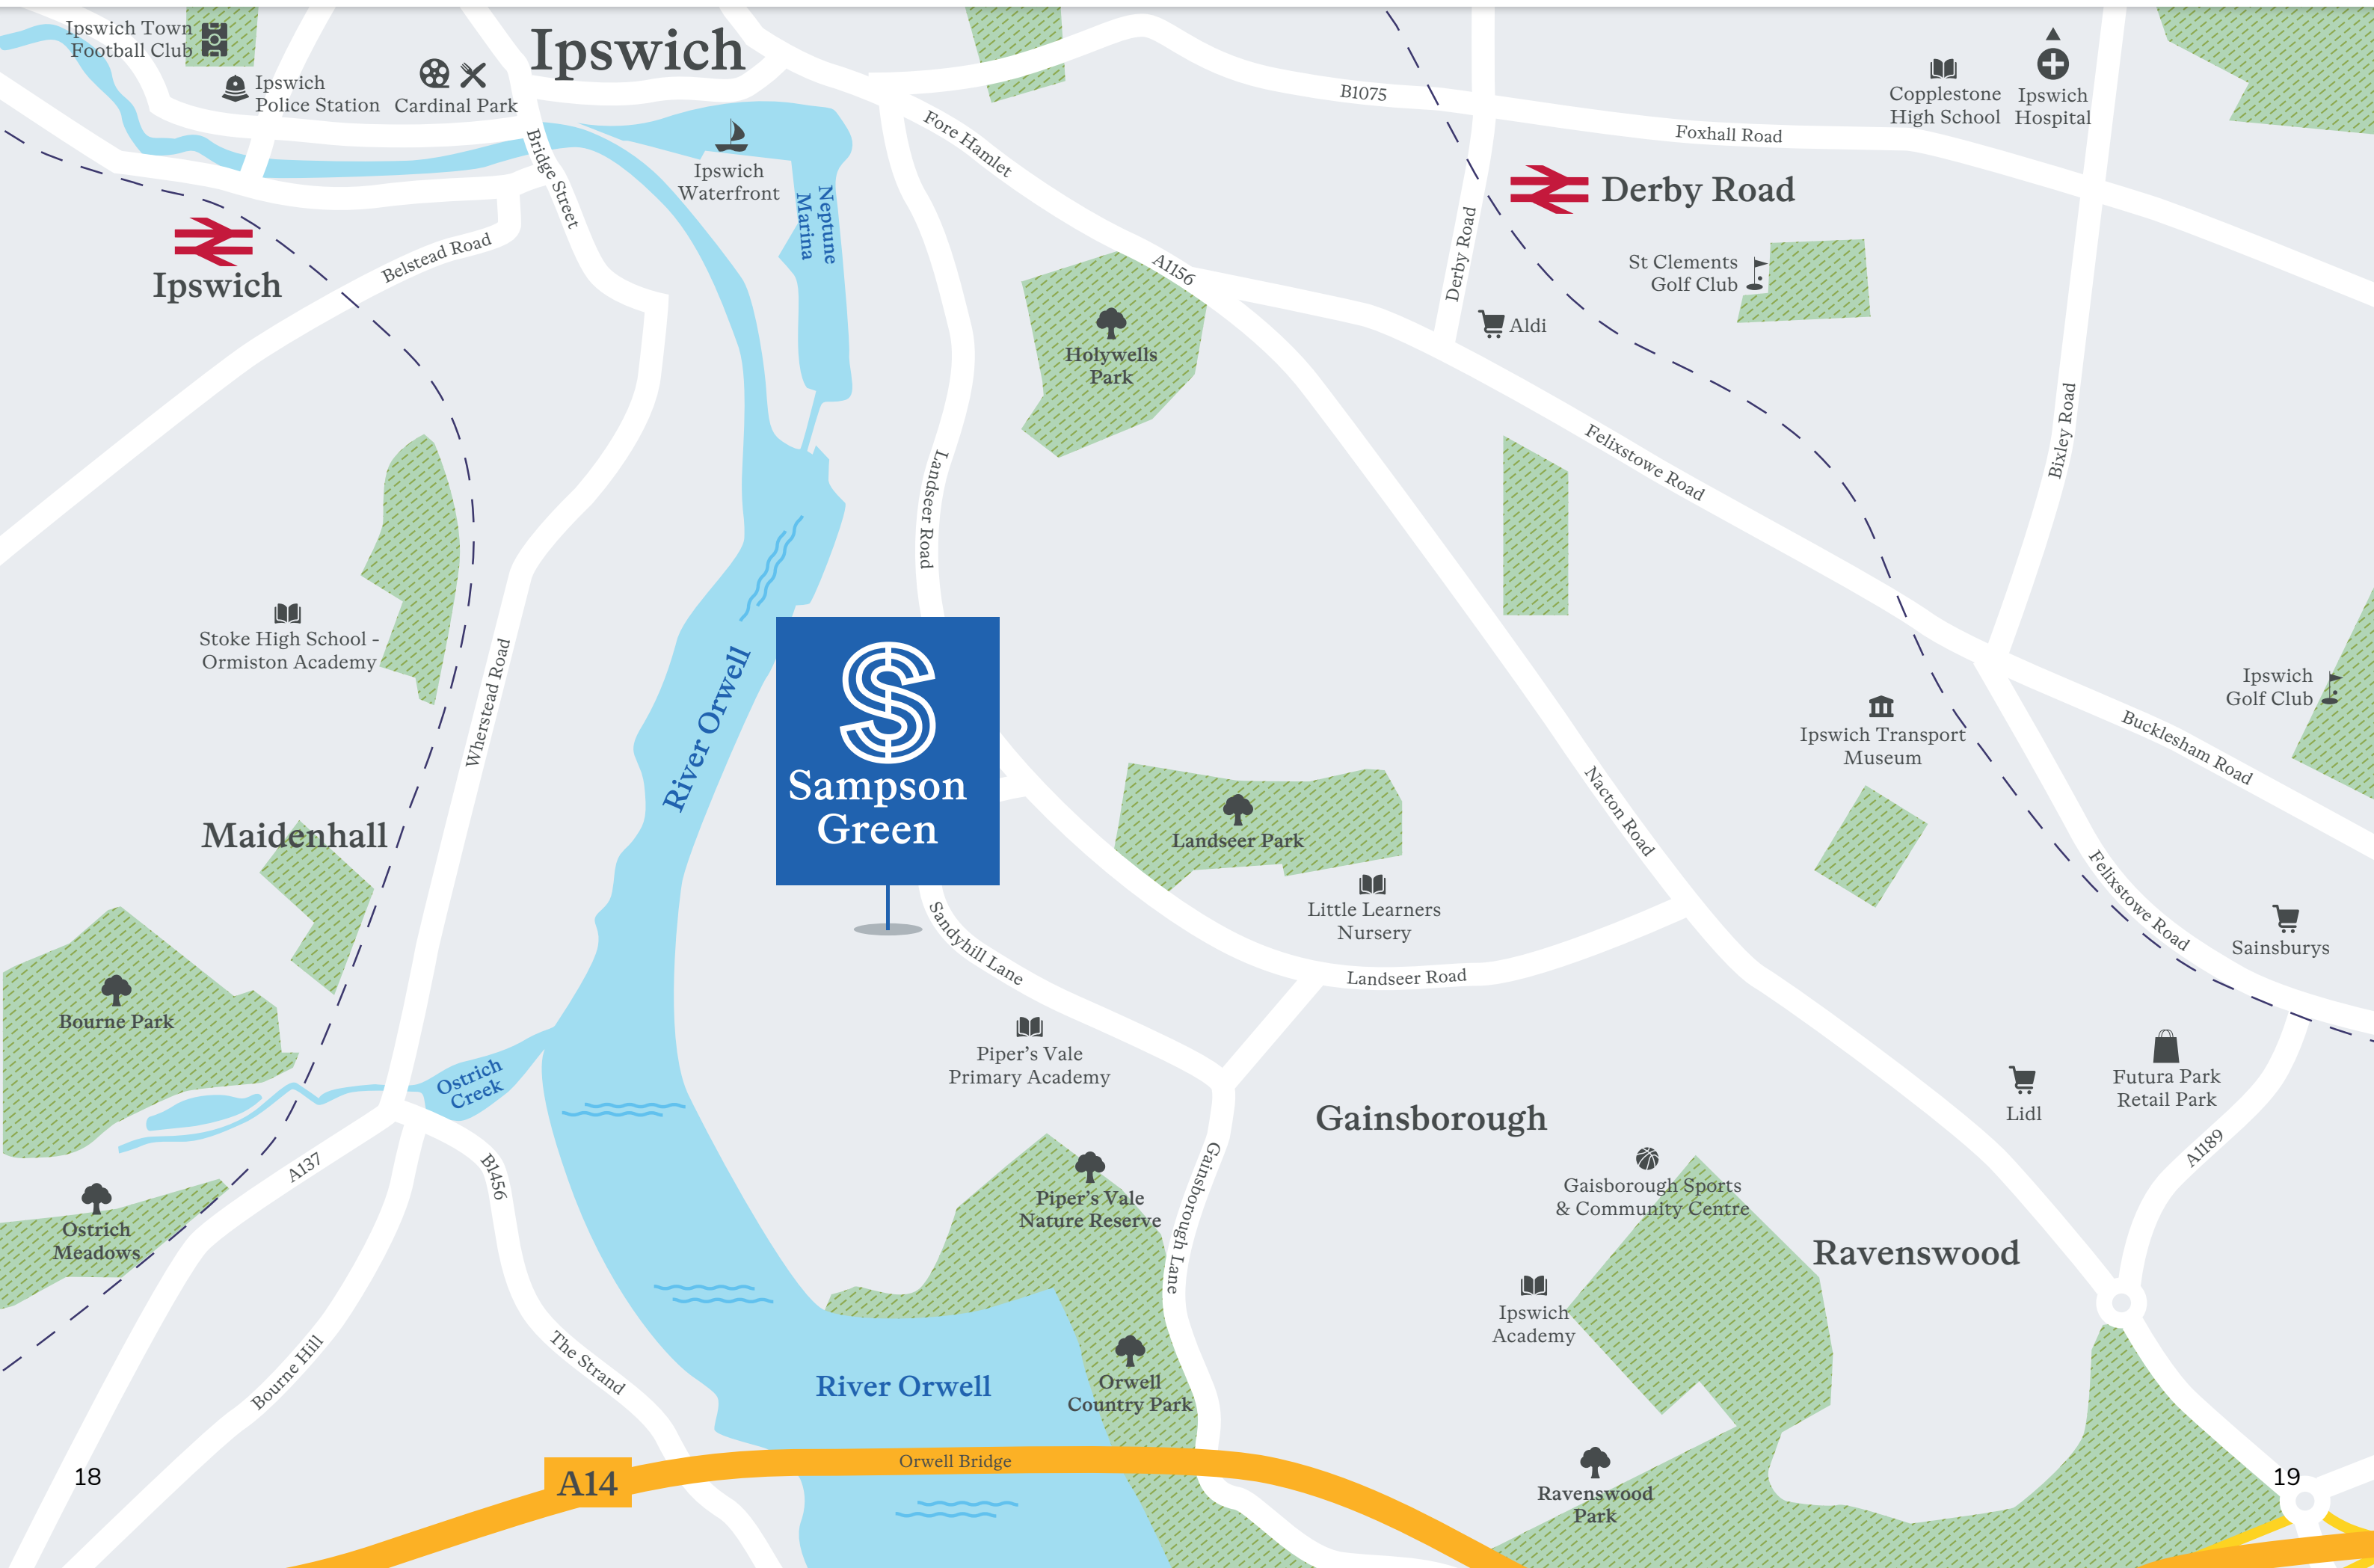 Ipswich Town
Football Club
Ipswich
Police Station
Cardinal Park
Ipswich
Bridge Street
Ipswich
Waterfront
Neptune
Marina
Fore Hamlet
B1075
Foxhall Road
Copplestone
High School
Ipswich
Hospital
Derby Road
Derby Road
St Clements
Golf Club
Aldi
Ipswich
Belstead Road
A1156
Holywells
Park
Felixstowe Road
Bixley Road
Landseer Road
Stoke High School -
Ormiston Academy
Wherstead Road
River Orwell
Sampson
Green
Maidenhall
Landseer Park
Little Learners
Nursery
Nacton Road
Ipswich Transport
Museum
Ipswich
Golf Club
Bucklesham Road
Felixstowe Road
Sainsburys
Bourne Park
Sandyhill Lane
Landseer Road
Piper's Vale
Primary Academy
Ostrich
Creek
Gainsborough
Lidl
Futura Park
Retail Park
A1189
A137
B1456
Ostrich
Meadows
Piper's Vale
Nature Reserve
Gainsborough Lane
Gaisborough Sports
& Community Centre
Ravenswood
Ipswich
Academy
Bourne Hill
The Strand
River Orwell
Orwell
Country Park
Orwell Bridge
A14
Ravenswood
Park
18
19